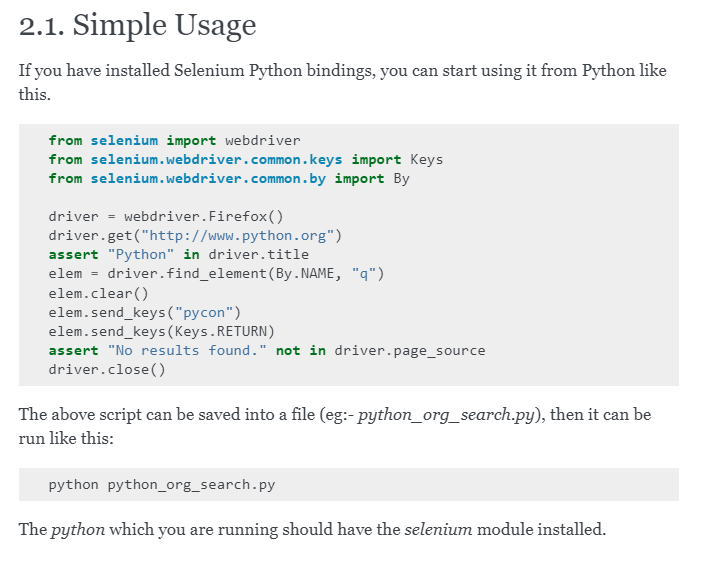 2.1. Simple Usage
If you have installed Selenium Python bindings, you can start using it from Python like
this.
from selenium import webdriver
from selenium.webdriver.common.keys import Keys
from selenium.webdriver.common.by import By
driver = webdriver.Firefox()
driver.get("http://www.python.org")
assert "Python" in driver.title
elem = driver.find_element(By.NAME, "q")
elem.clear()
elem.send_keys("pycon")
elem.send_keys(Keys.RETURN)
assert "No results found." not in driver.page_source
driver.close()
The above script can be saved into a file (eg:- python_org_search.py), then it can be
run like this:
python python_org_search.py
The python which you are running should have the selenium module installed.